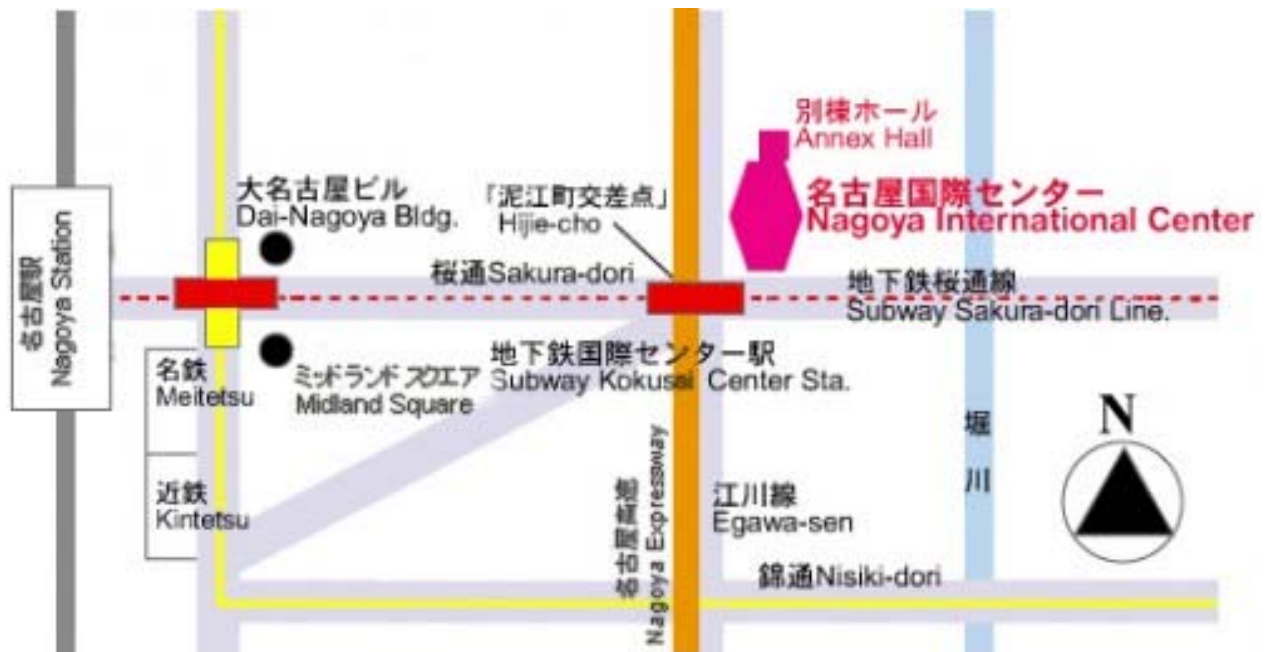 別棟ホール
Annex Hall
名古屋国際センター
Nagoya International Center
大名古屋ビル
Dai-Nagoya Bldg.
「泥江町交差点」
Hijie-cho
名古屋駅
Nagoya Station
桜通Sakura-dori
地下鉄桜通線
Subway Sakura-dori Line.
名鉄
Meitetsu
ミッドランド スクエア
Midland Square
地下鉄国際センター駅
Subway Kokusai Center Sta.
N
堀川
近鉄
Kintetsu
名古屋高速
Nagoya Expressway
江川線
Egawa-sen
錦通Nisiki-dori